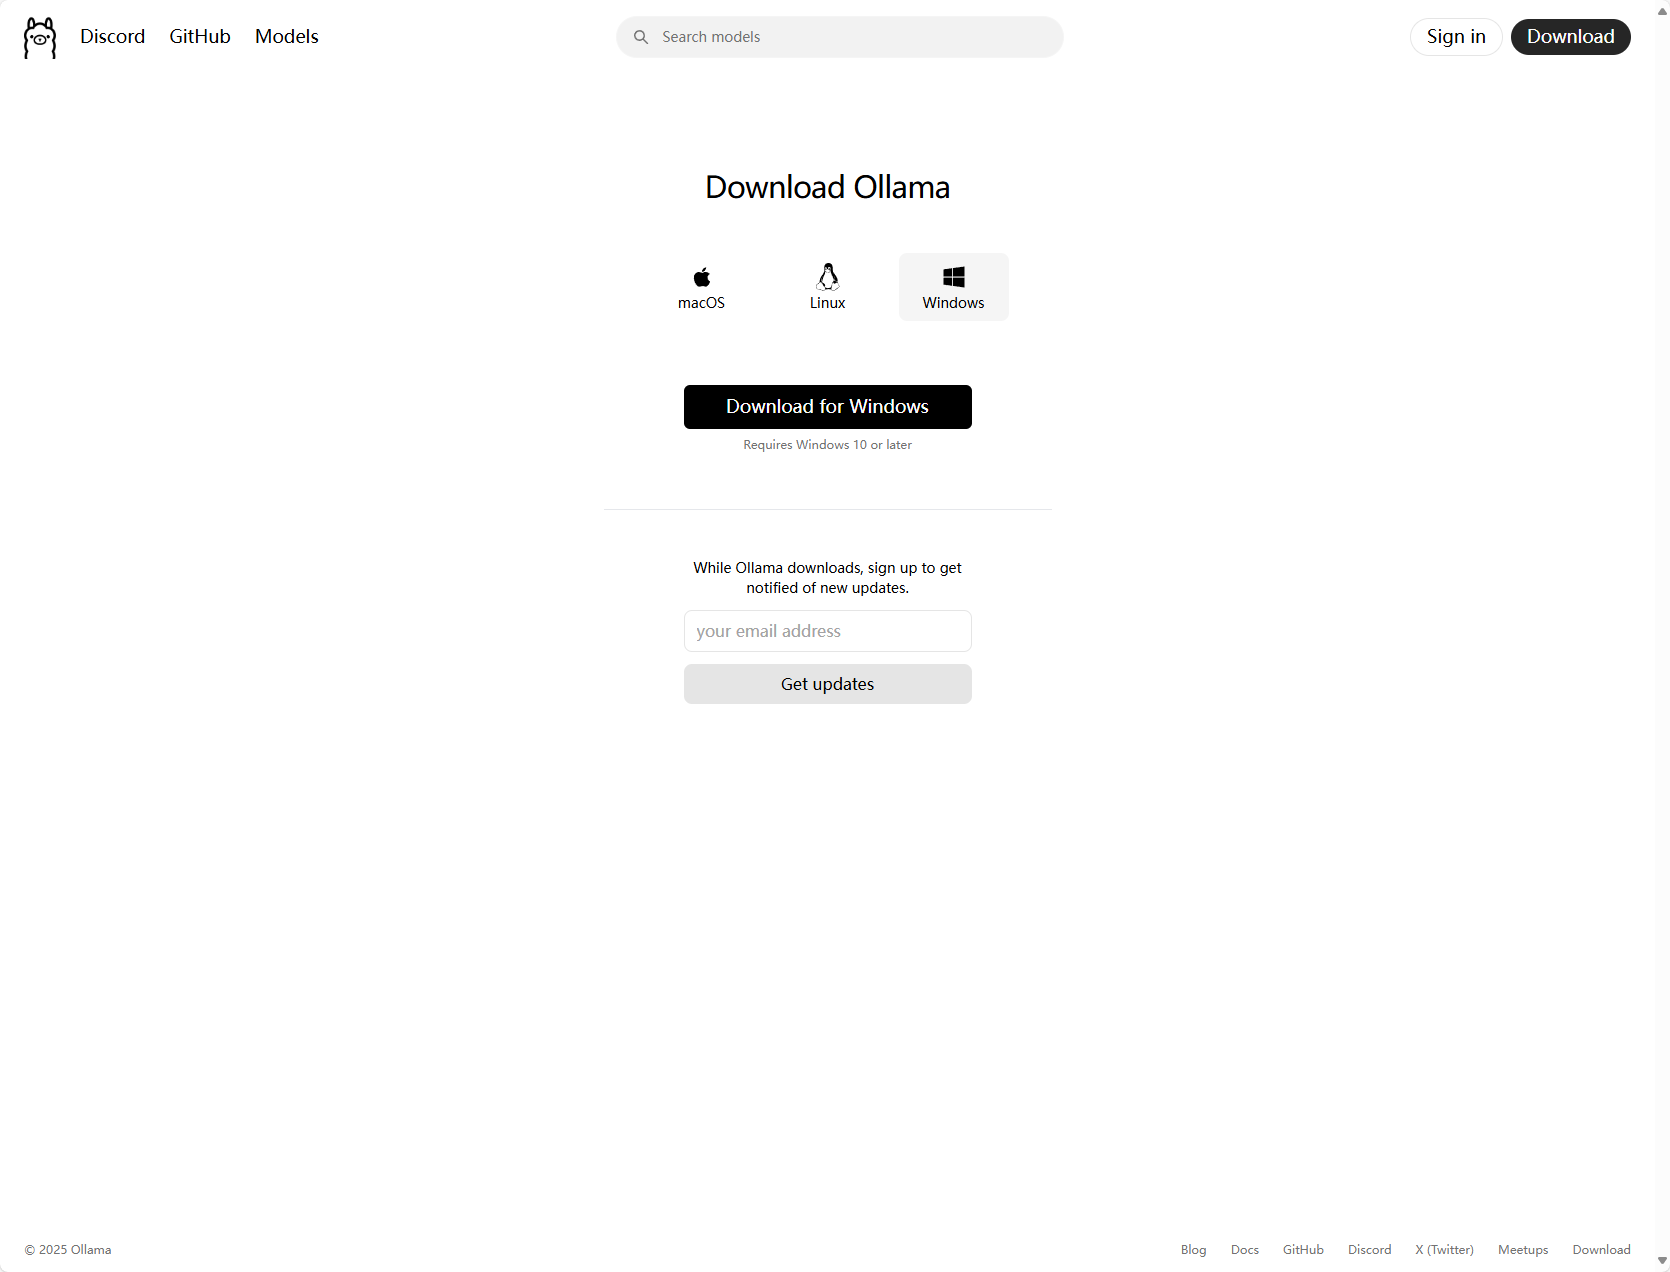 Discord GitHub Models
Search models
Sign in Download
Download Ollama
macOS Linux Windows
Download for Windows
Requires Windows 10 or later
While Ollama downloads, sign up to get
notified of new updates.
your email address
Get updates
© 2025 Ollama
Blog Docs GitHub Discord X (Twitter) Meetups Download